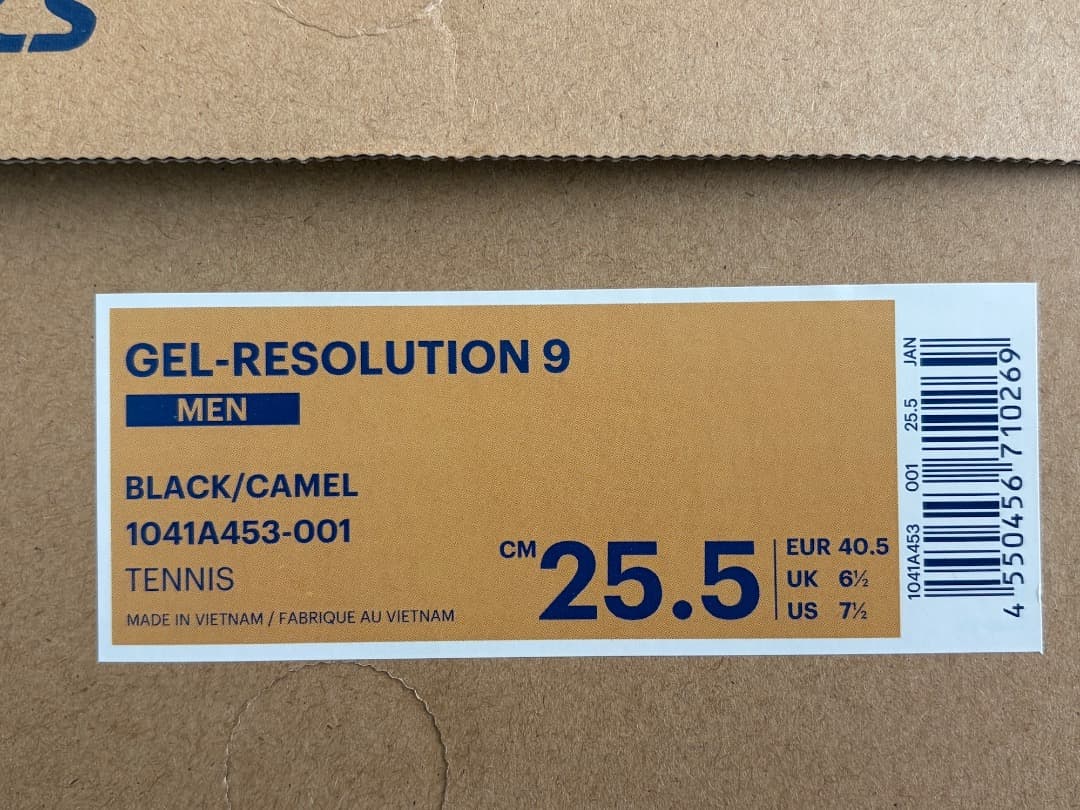 GEL-RESOLUTION 9
MEN
BLACK/CAMEL
1041A453-001
TENNIS
MADE IN VIETNAM / FABRIQUE AU VIETNAM
CM 25.5
EUR 40.5
UK 6½
US 7½
1041A453 001 25.5 JAN
4 550456 710269